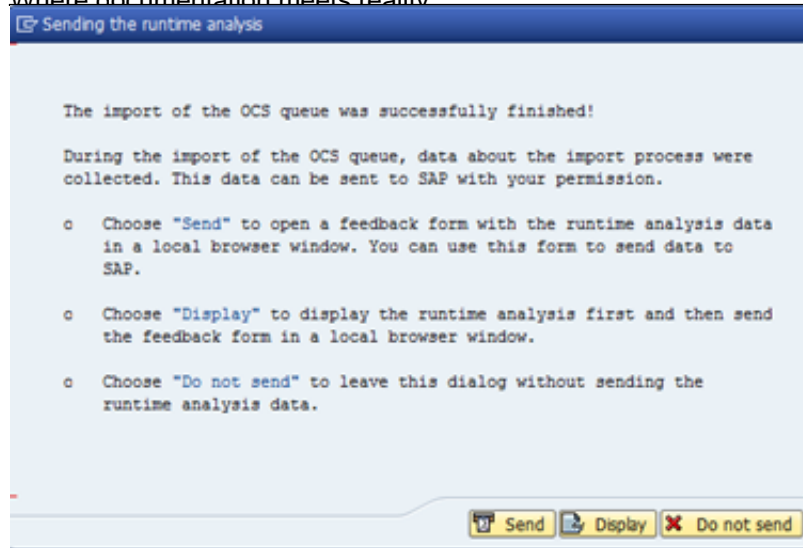 Where documentation meets reality
Sending the runtime analysis
The import of the OCS queue was successfully finished!
During the import of the OCS queue, data about the import process were
collected. This data can be sent to SAP with your permission.
o Choose "Send" to open a feedback form with the runtime analysis data
in a local browser window. You can use this form to send data to
SAP.
o Choose "Display" to display the runtime analysis first and then send
the feedback form in a local browser window.
o Choose "Do not send" to leave this dialog without sending the
runtime analysis data.
Send Display Do not send